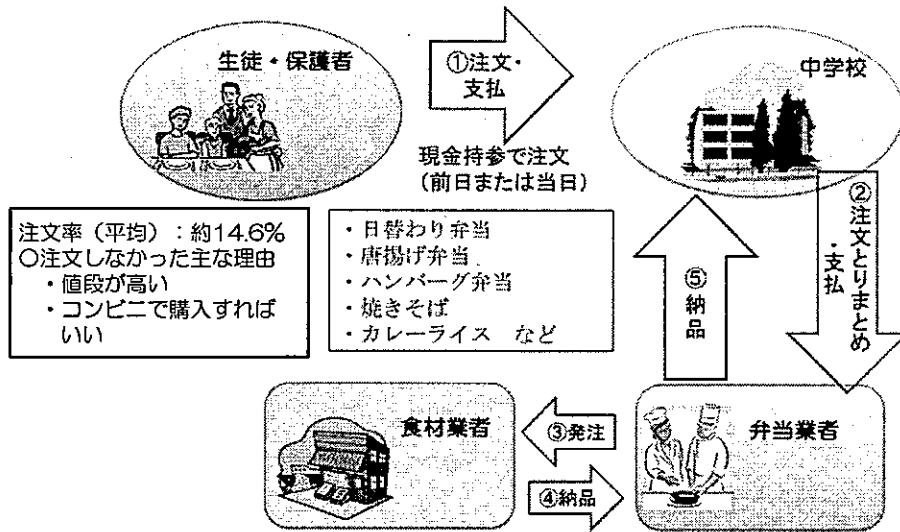 生徒・保護者
①注文・
支払
中学校
現金持参で注文
(前日または当日)
注文率(平均):約14.6%
○注文しなかった主な理由
・値段が高い
・コンビニで購入すれば
いい
・日替わり弁当
・唐揚げ弁当
・ハンバーグ弁当
・焼きそば
・カレーライス など
②注文とりまとめ
・支払
⑤納品
食材業者
③発注
④納品
弁当業者